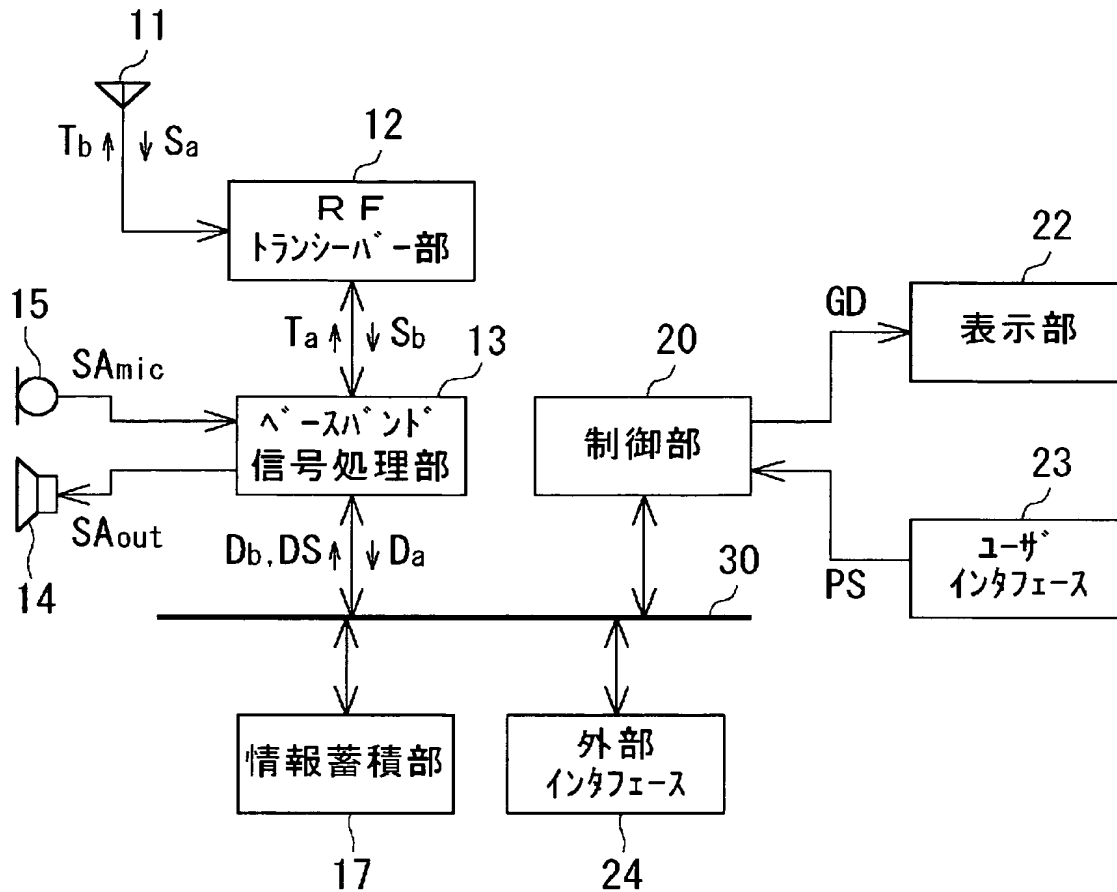 11
Tb Sa
12
RF
トランシーバー部
15
SAmic
Ta Sb
13
ベースバンド
信号処理部
SAout
14
Db,DS Da
20
制御部
GD
22
表示部
23
ユーザ
インタフェース
PS
30
情報蓄積部
17
外部
インタフェース
24